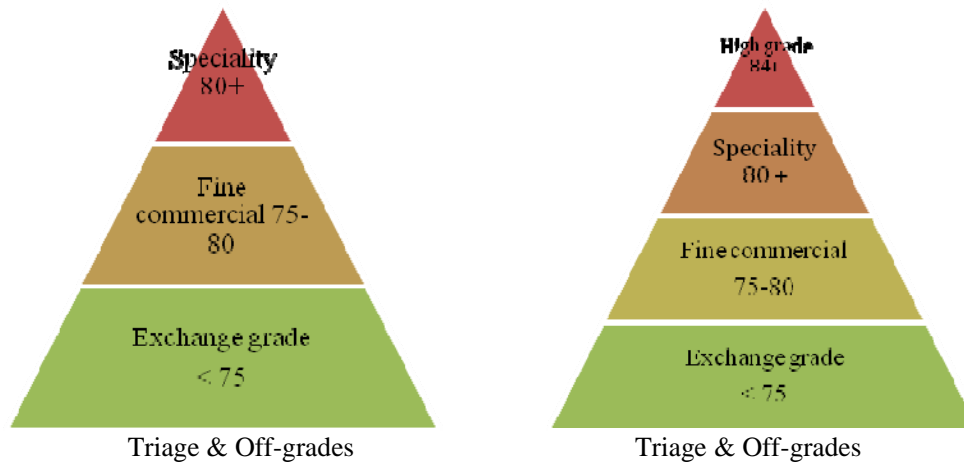 Speciality
80+
Fine
commercial 75-
80
Exchange grade
< 75
Triage & Off-grades
High grade
84+
Speciality
80 +
Fine commercial
75-80
Exchange grade
< 75
Triage & Off-grades